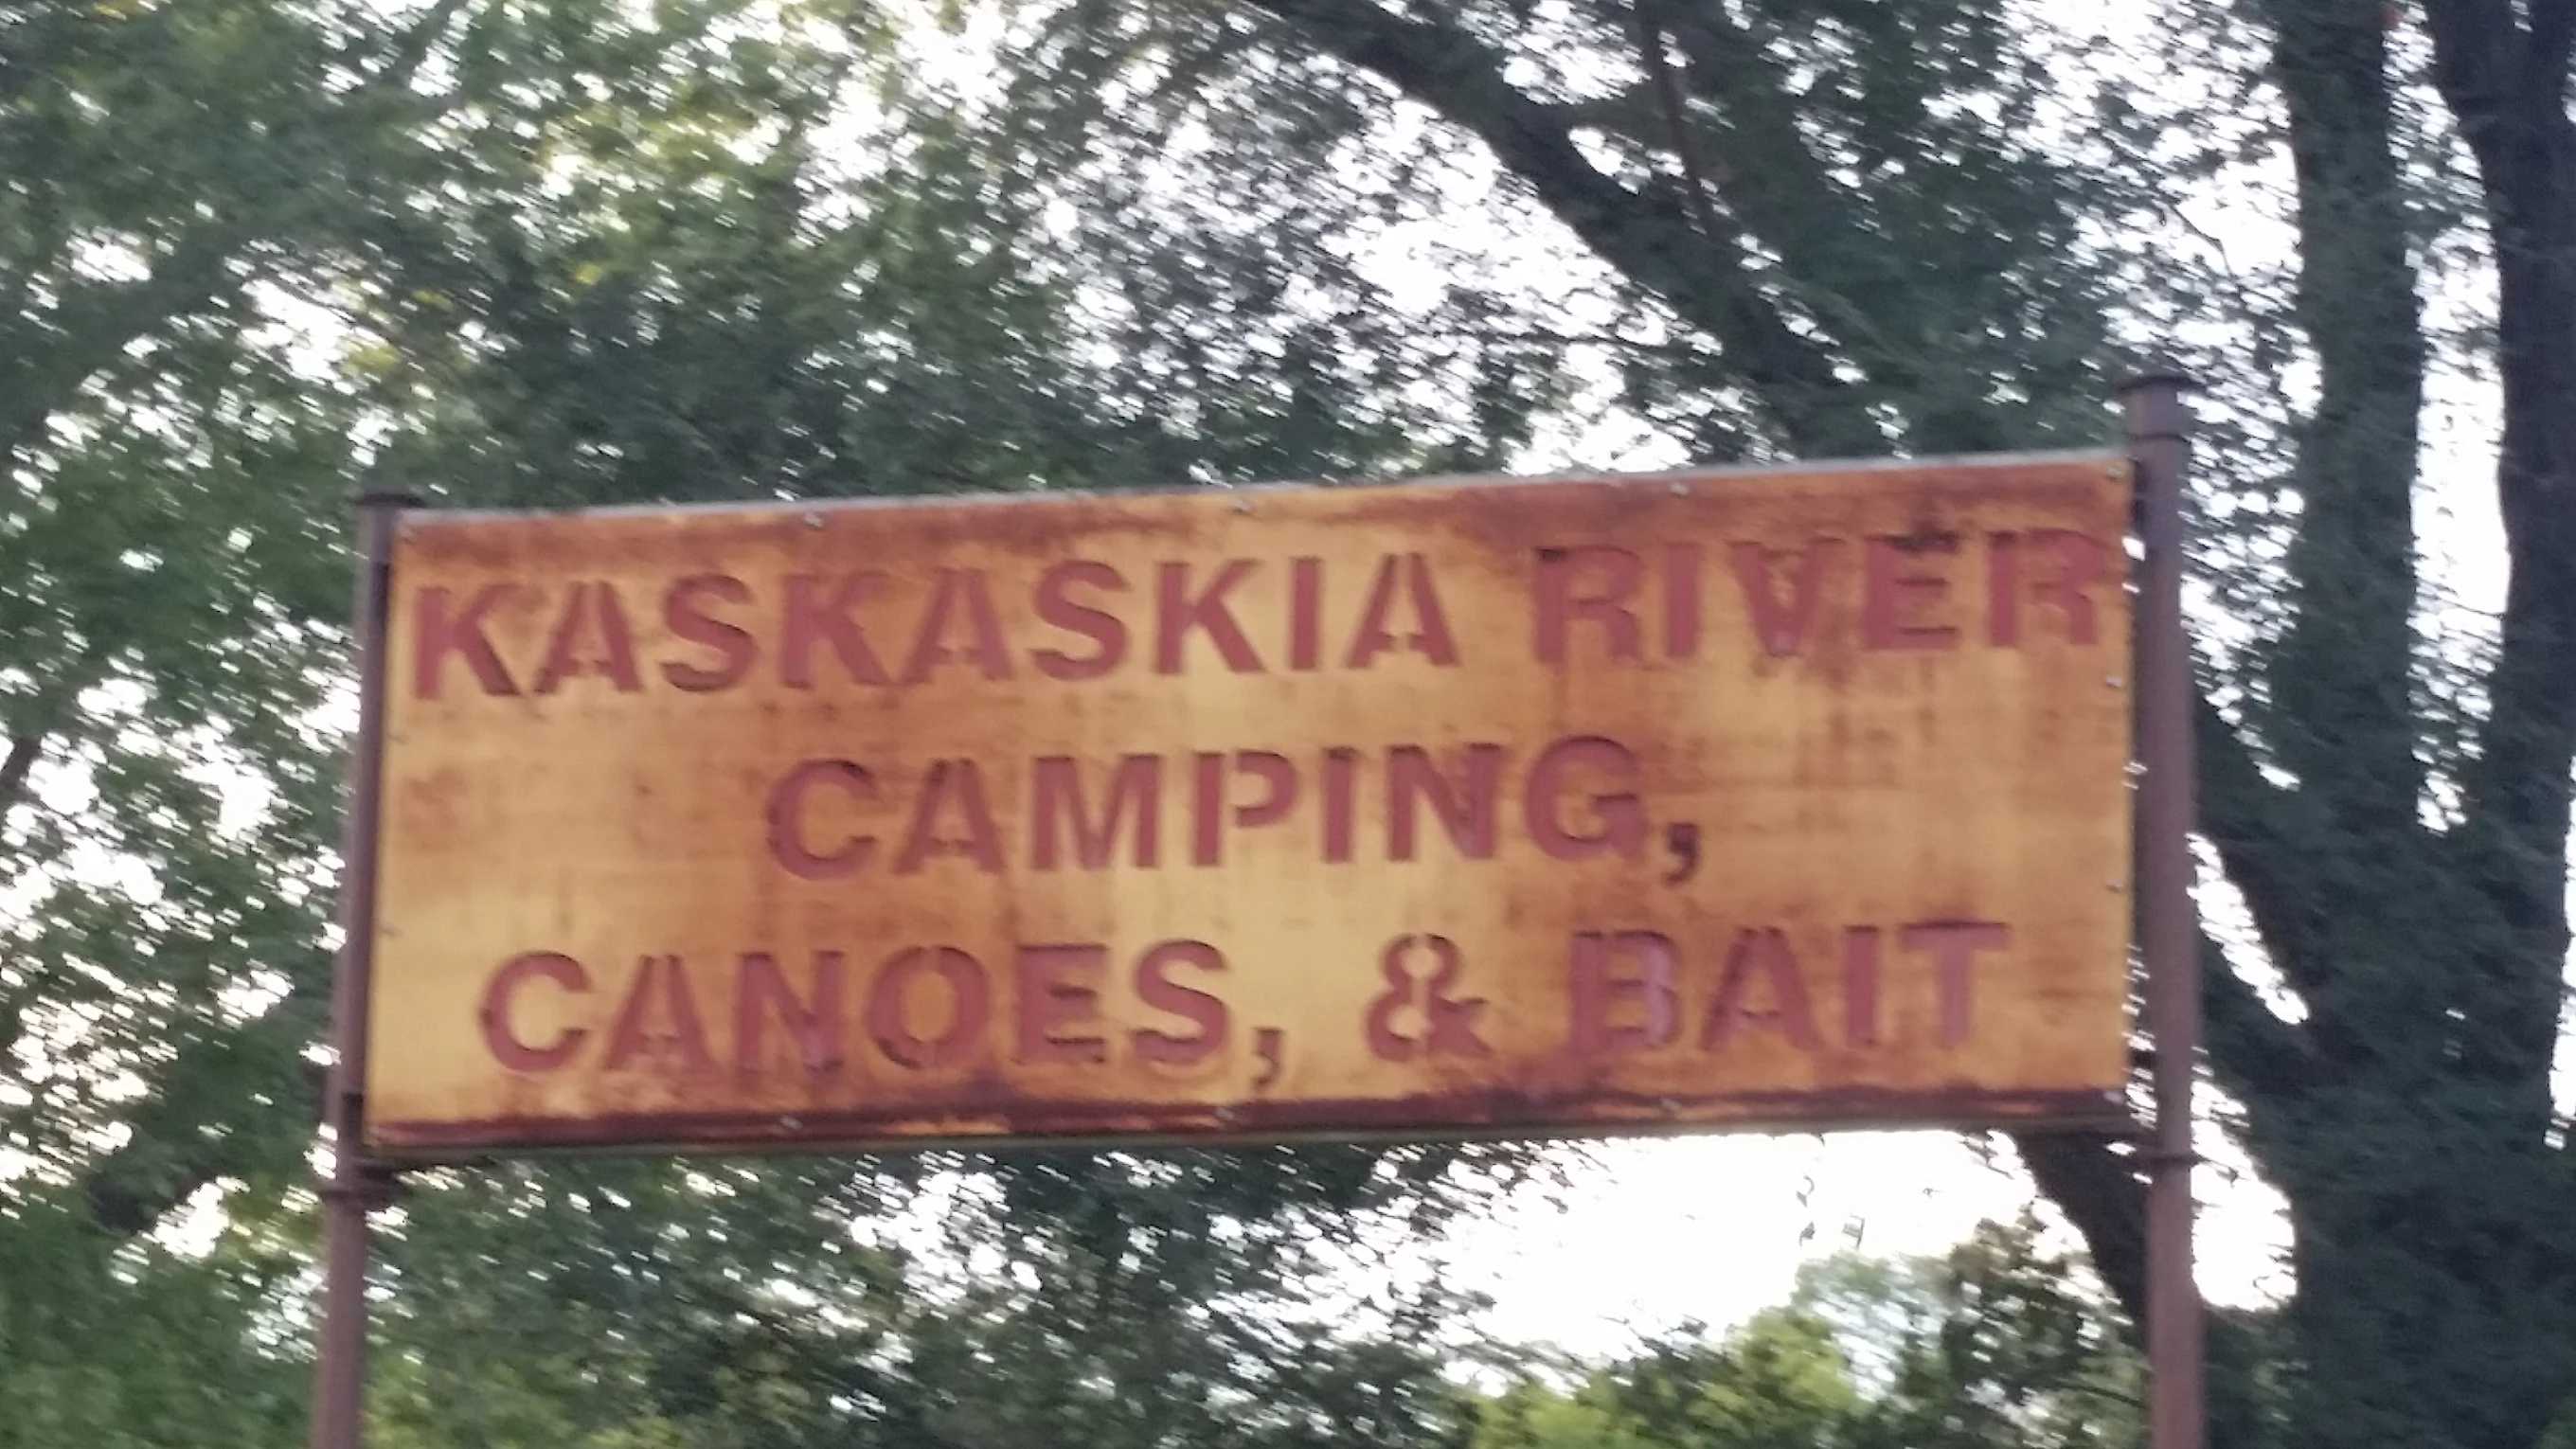 KASKASKIA RIVER
CAMPING,
CANOES, & BAIT